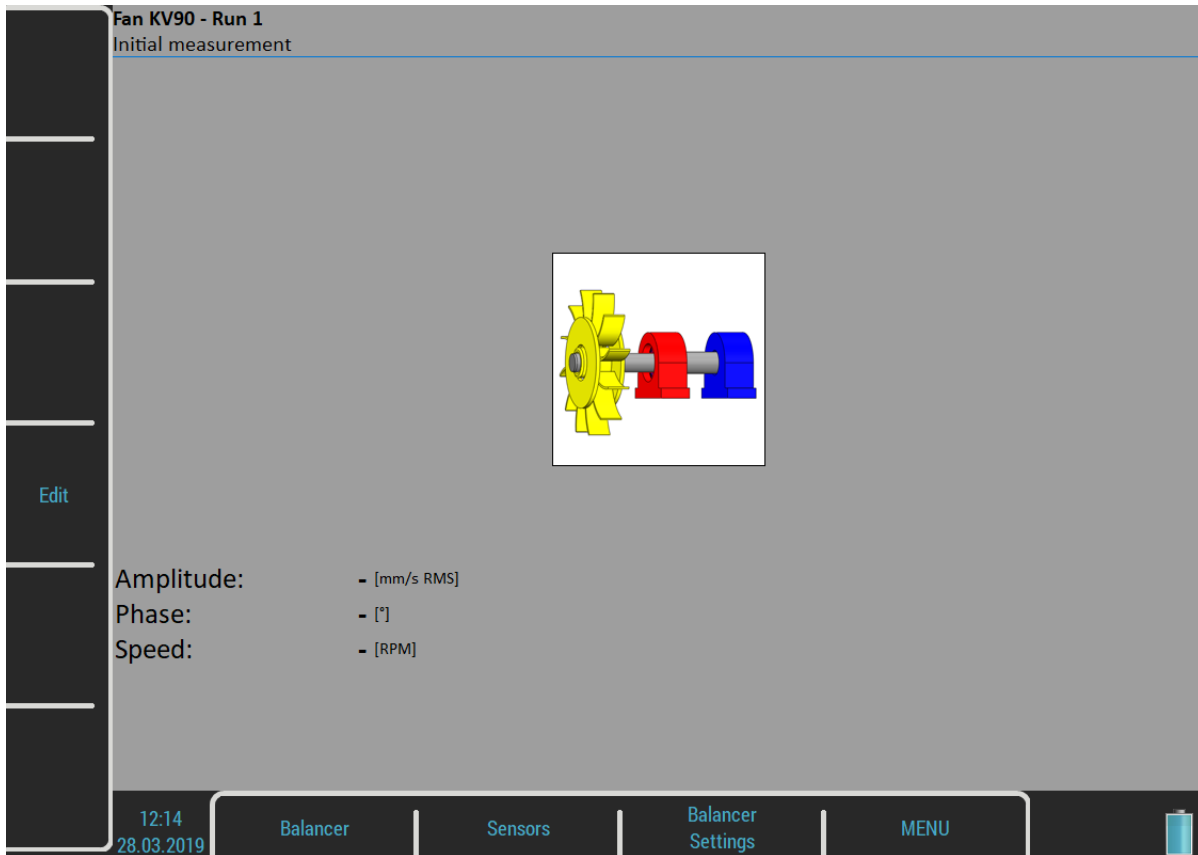 Fan KV90 - Run 1
Initial measurement
Edit
Amplitude: - [mm/s RMS]
Phase: - [°]
Speed: - [RPM]
12:14
28.03.2019
Balancer
Sensors
Balancer
Settings
MENU